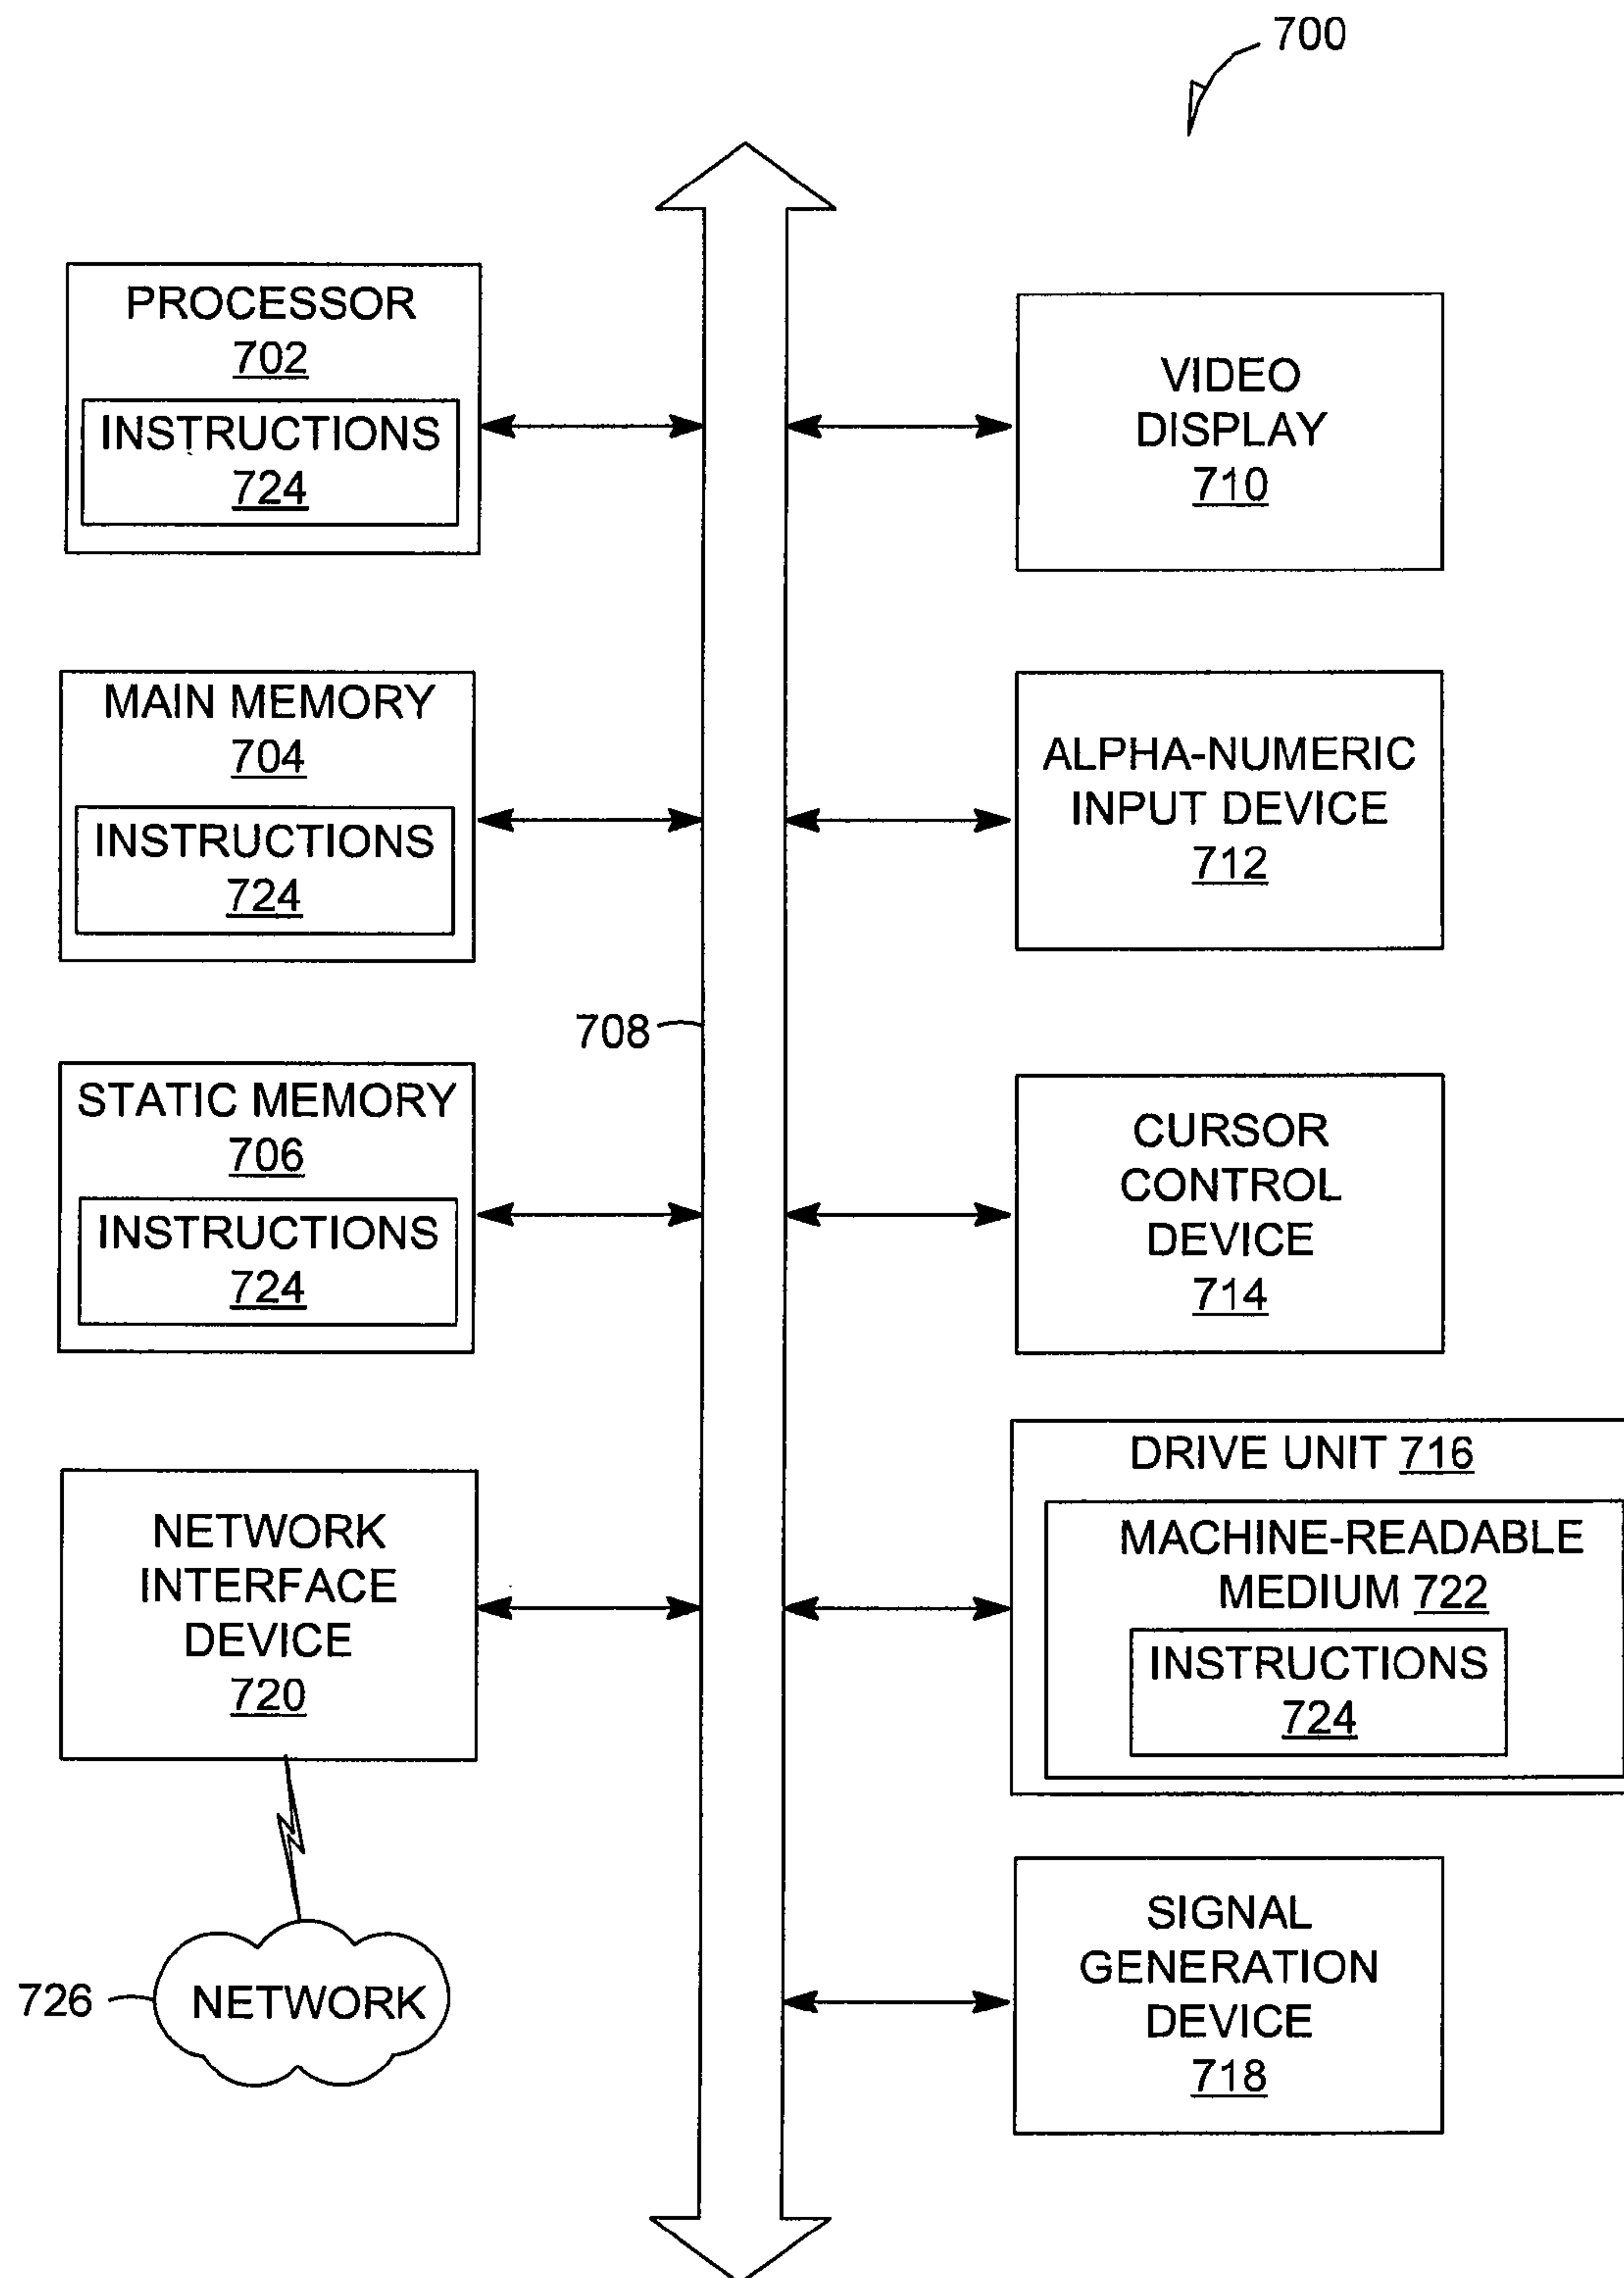 700
PROCESSOR
702
INSTRUCTIONS
724
MAIN MEMORY
704
INSTRUCTIONS
724
708
STATIC MEMORY
706
INSTRUCTIONS
724
NETWORK
INTERFACE
DEVICE
720
726
NETWORK
VIDEO
DISPLAY
710
ALPHA-NUMERIC
INPUT DEVICE
712
CURSOR
CONTROL
DEVICE
714
DRIVE UNIT 716
MACHINE-READABLE
MEDIUM 722
INSTRUCTIONS
724
SIGNAL
GENERATION
DEVICE
718